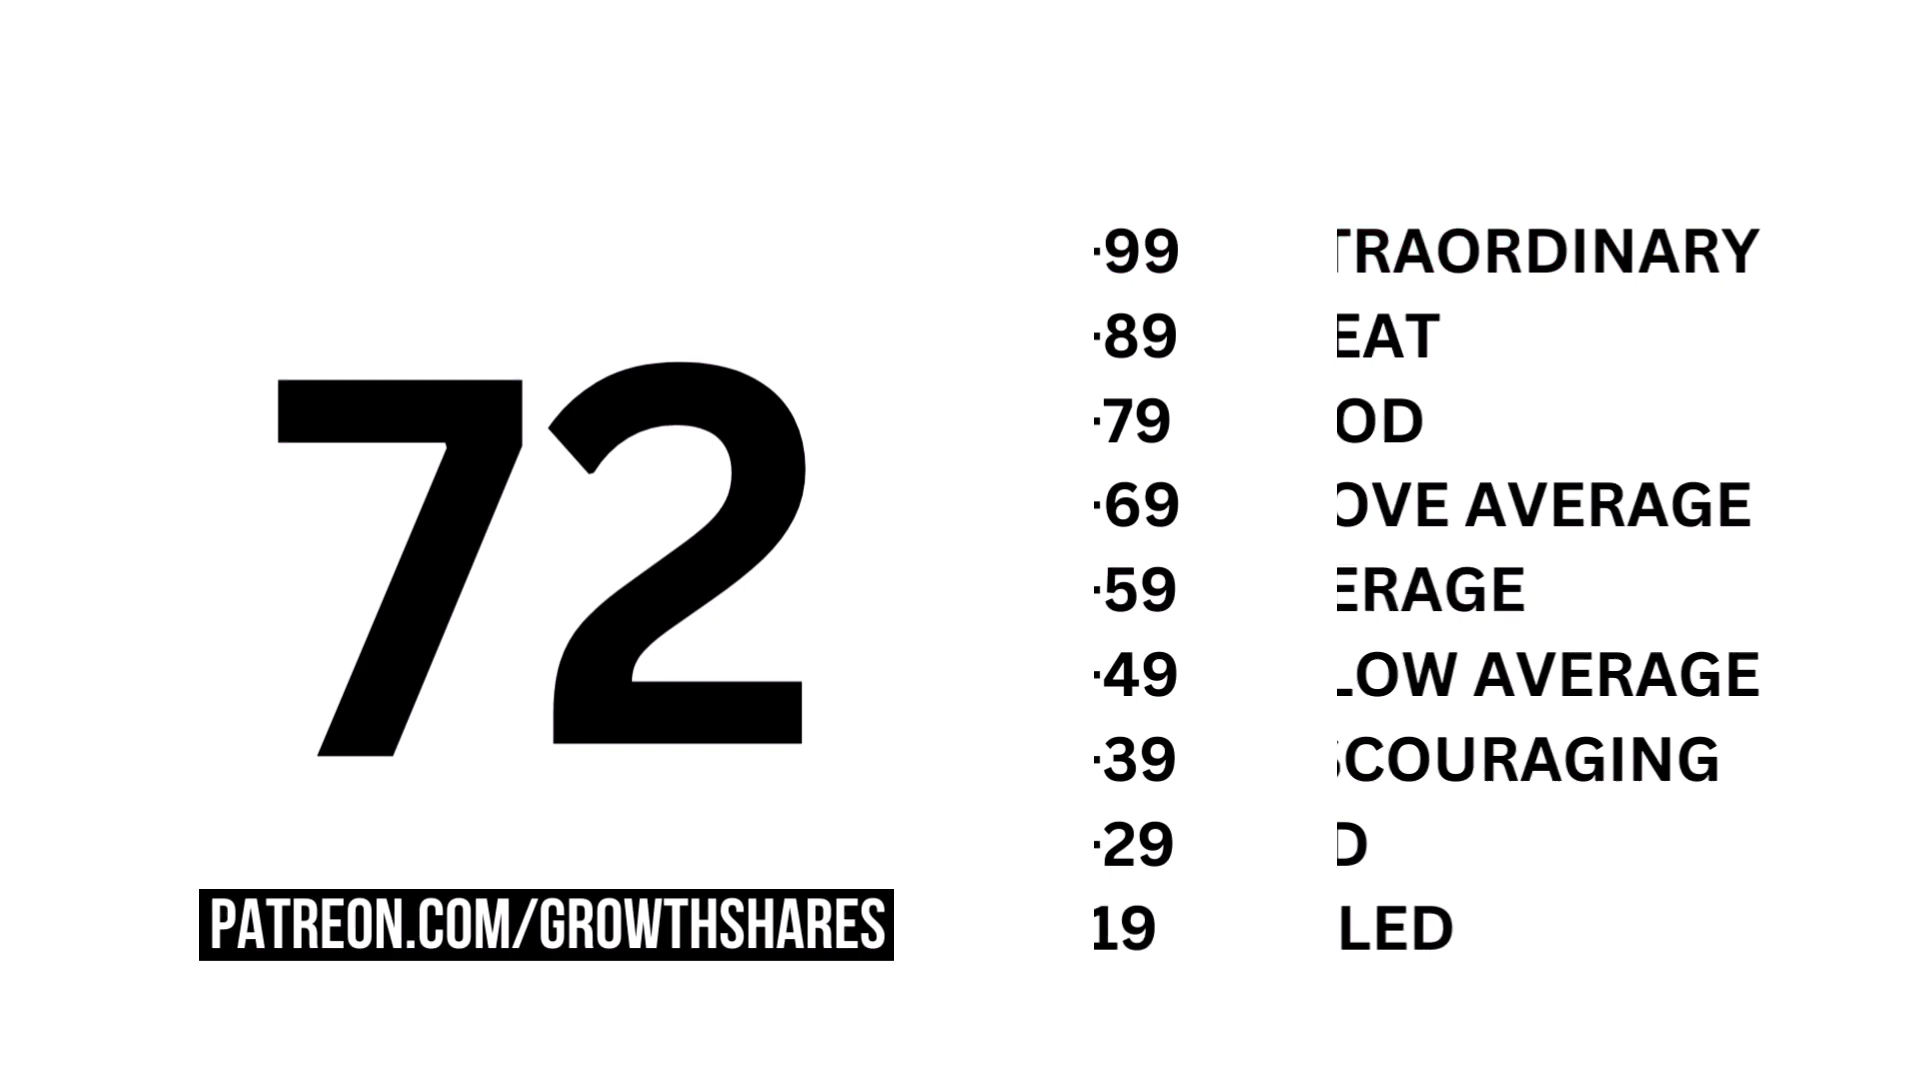 72
PATREON.COM/GROWTHSHARES
-99 TRAORDINARY
-89 EAT
-79 OD
-69 OVE AVERAGE
-59 ERAGE
-49 LOW AVERAGE
-39 SCOURAGING
-29 D
19 LED